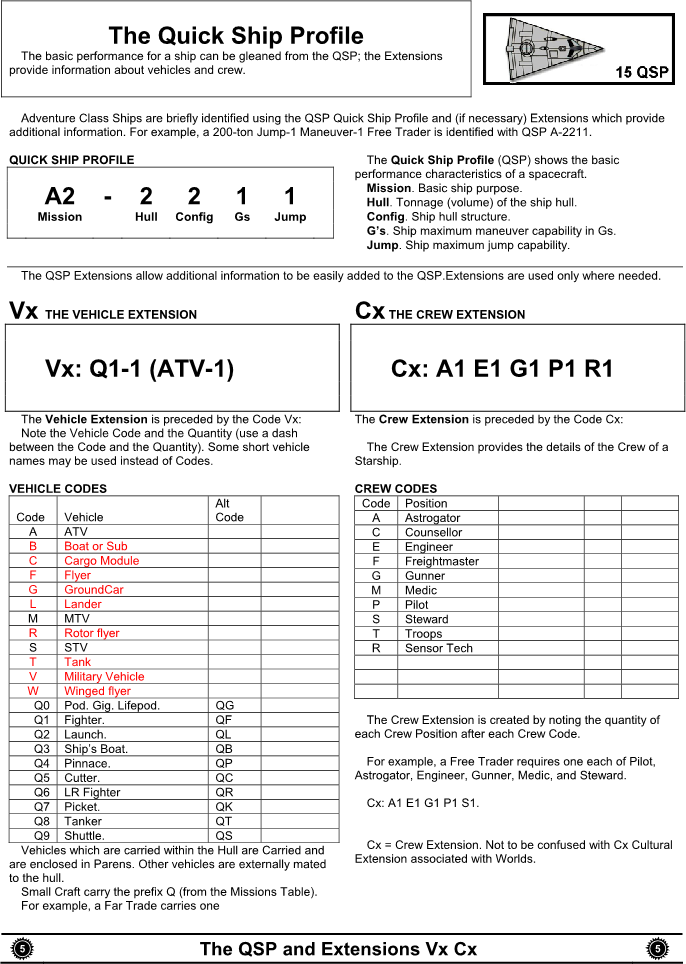 The Quick Ship Profile
The basic performance for a ship can be gleaned from the QSP; the Extensions
provide information about vehicles and crew.
15 QSP
Adventure Class Ships are briefly identified using the QSP Quick Ship Profile and (if necessary) Extensions which provide
additional information. For example, a 200-ton Jump-1 Maneuver-1 Free Trader is identified with QSP A-2211.
QUICK SHIP PROFILE
A2 - 2 2 1 1
Mission Hull Config Gs Jump
The Quick Ship Profile (QSP) shows the basic
performance characteristics of a spacecraft.
Mission. Basic ship purpose.
Hull. Tonnage (volume) of the ship hull.
Config. Ship hull structure.
G's. Ship maximum maneuver capability in Gs.
Jump. Ship maximum jump capability.
The QSP Extensions allow additional information to be easily added to the QSP.Extensions are used only where needed.
Vx THE VEHICLE EXTENSION
Vx: Q1-1 (ATV-1)
The Vehicle Extension is preceded by the Code Vx:
Note the Vehicle Code and the Quantity (use a dash
between the Code and the Quantity). Some short vehicle
names may be used instead of Codes.
VEHICLE CODES
Alt
Code Vehicle Code
A ATV
B Boat or Sub
C Cargo Module
F Flyer
G GroundCar
L Lander
M MTV
R Rotor flyer
S STV
T Tank
V Military Vehicle
W Winged flyer
Q0 Pod. Gig. Lifepod. QG
Q1 Fighter. QF
Q2 Launch. QL
Q3 Ship's Boat. QB
Q4 Pinnace. QP
Q5 Cutter. QC
Q6 LR Fighter QR
Q7 Picket. QK
Q8 Tanker QT
Q9 Shuttle. QS
Vehicles which are carried within the Hull are Carried and
are enclosed in Parens. Other vehicles are externally mated
to the hull.
Small Craft carry the prefix Q (from the Missions Table).
For example, a Far Trade carries one
Cx THE CREW EXTENSION
Cx: A1 E1 G1 P1 R1
The Crew Extension is preceded by the Code Cx:
The Crew Extension provides the details of the Crew of a
Starship.
CREW CODES
Code Position
A Astrogator
C Counsellor
E Engineer
F Freightmaster
G Gunner
M Medic
P Pilot
S Steward
T Troops
R Sensor Tech
The Crew Extension is created by noting the quantity of
each Crew Position after each Crew Code.
For example, a Free Trader requires one each of Pilot,
Astrogator, Engineer, Gunner, Medic, and Steward.
Cx: A1 E1 G1 P1 S1.
Cx = Crew Extension. Not to be confused with Cx Cultural
Extension associated with Worlds.
5 The QSP and Extensions Vx Cx 5